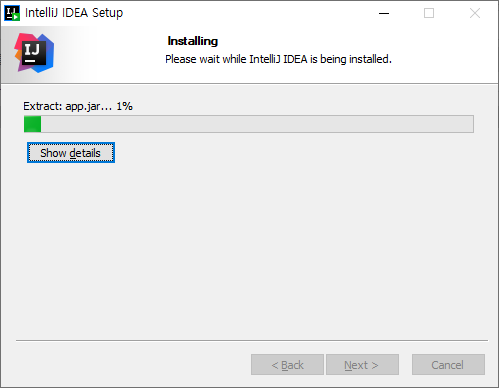 IntelliJ IDEA Setup
IJ
Installing
Please wait while IntelliJ IDEA is being installed.
Extract: app.jar... 1%
Show details
< Back
Next >
Cancel